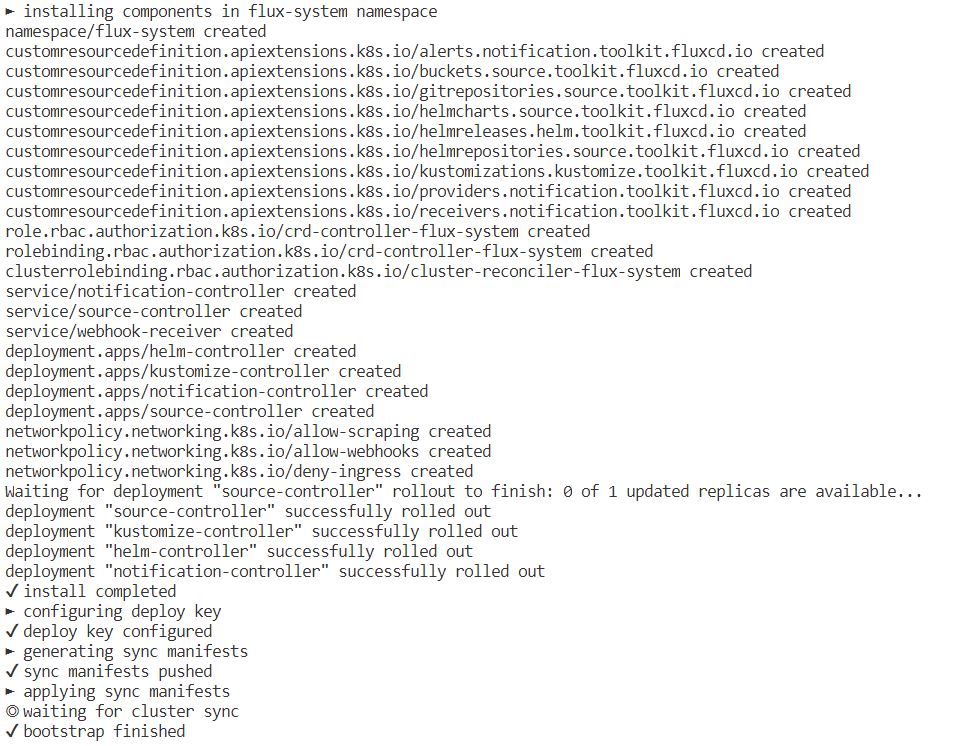 ► installing components in flux-system namespace
namespace/flux-system created
customresourcedefinition.apiextensions.k8s.io/alerts.notification.toolkit.fluxcd.io created
customresourcedefinition.apiextensions.k8s.io/buckets.source.toolkit.fluxcd.io created
customresourcedefinition.apiextensions.k8s.io/gitrepositories.source.toolkit.fluxcd.io created
customresourcedefinition.apiextensions.k8s.io/helmcharts.source.toolkit.fluxcd.io created
customresourcedefinition.apiextensions.k8s.io/helmreleases.helm.toolkit.fluxcd.io created
customresourcedefinition.apiextensions.k8s.io/helmrepositories.source.toolkit.fluxcd.io created
customresourcedefinition.apiextensions.k8s.io/kustomizations.kustomize.toolkit.fluxcd.io created
customresourcedefinition.apiextensions.k8s.io/providers.notification.toolkit.fluxcd.io created
customresourcedefinition.apiextensions.k8s.io/receivers.notification.toolkit.fluxcd.io created
role.rbac.authorization.k8s.io/crd-controller-flux-system created
rolebinding.rbac.authorization.k8s.io/crd-controller-flux-system created
clusterrolebinding.rbac.authorization.k8s.io/cluster-reconciler-flux-system created
service/notification-controller created
service/source-controller created
service/webhook-receiver created
deployment.apps/helm-controller created
deployment.apps/kustomize-controller created
deployment.apps/notification-controller created
deployment.apps/source-controller created
networkpolicy.networking.k8s.io/allow-scraping created
networkpolicy.networking.k8s.io/allow-webhooks created
networkpolicy.networking.k8s.io/deny-ingress created
Waiting for deployment "source-controller" rollout to finish: 0 of 1 updated replicas are available...
deployment "source-controller" successfully rolled out
deployment "kustomize-controller" successfully rolled out
deployment "helm-controller" successfully rolled out
deployment "notification-controller" successfully rolled out
✓ install completed
► configuring deploy key
✓ deploy key configured
► generating sync manifests
✓ sync manifests pushed
► applying sync manifests
◎ waiting for cluster sync
✓ bootstrap finished